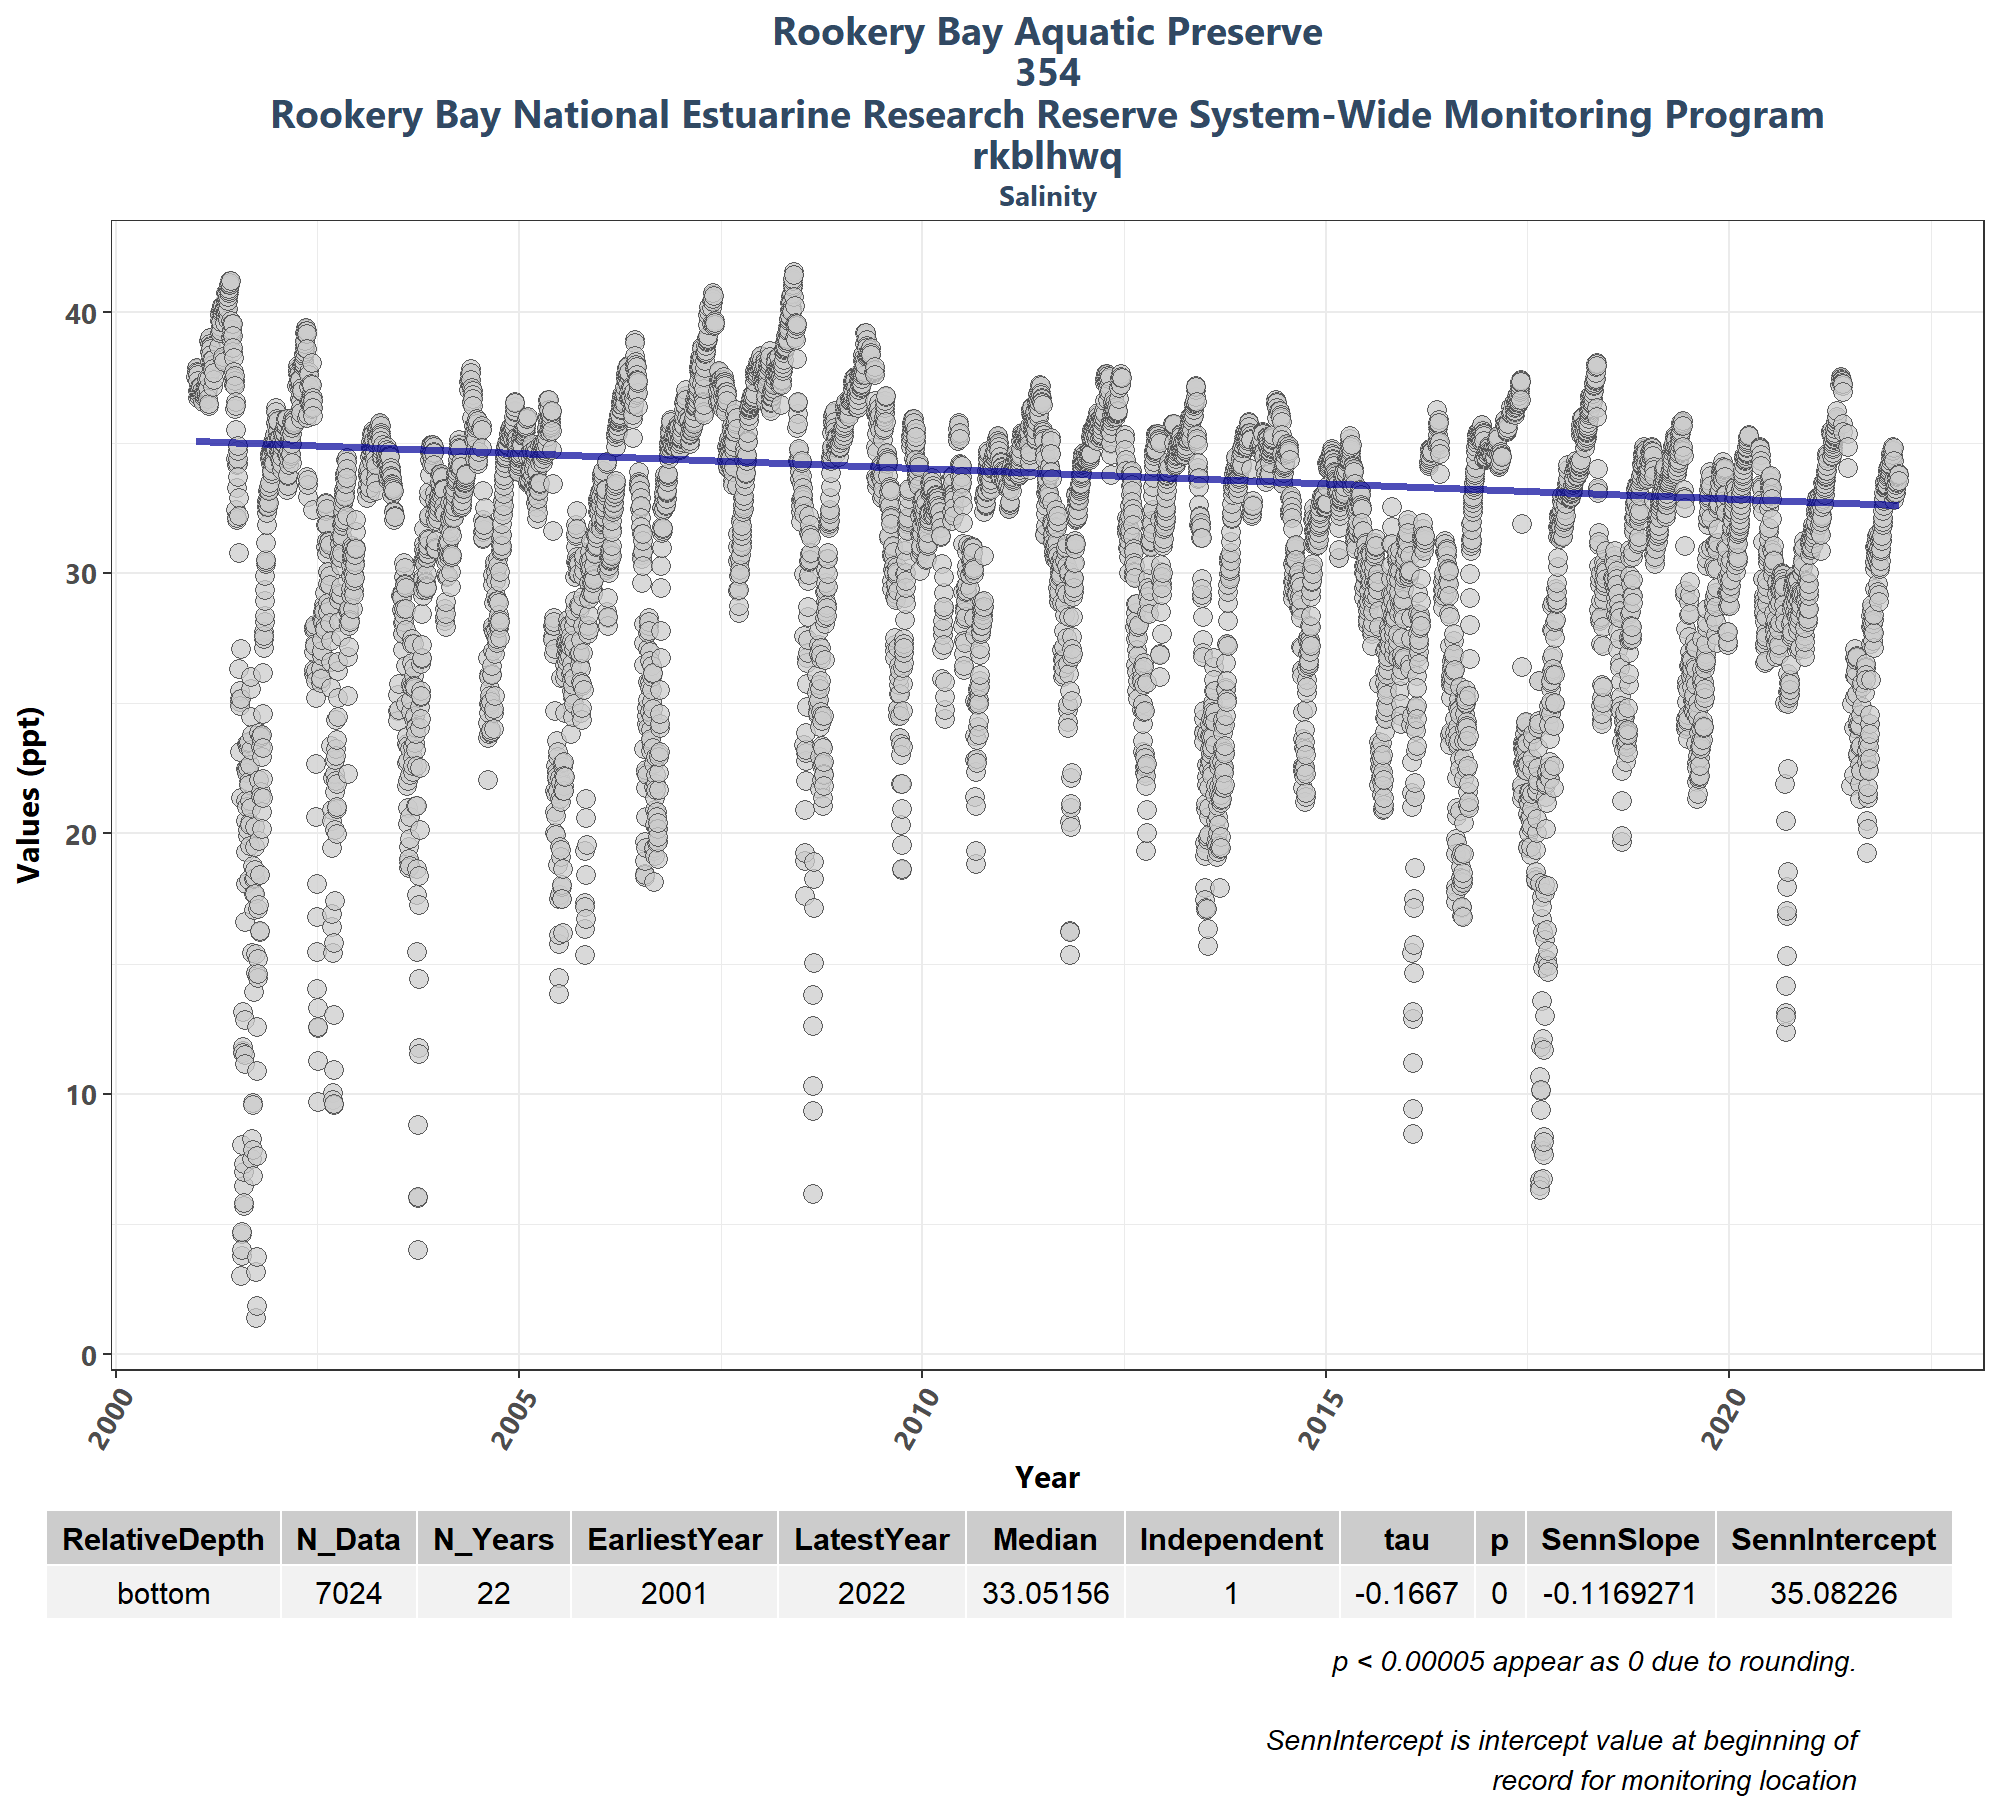 Rookery Bay Aquatic Preserve
354
Rookery Bay National Estuarine Research Reserve System-Wide Monitoring Program
rkblhwq
Salinity
Values (ppt)
40
30
20
10
0
2000
2005
2010
2015
2020
Year
RelativeDepth N_Data N_Years EarliestYear LatestYear Median Independent tau p SennSlope SennIntercept
bottom 7024 22 2001 2022 33.05156 1 -0.1667 0 -0.1169271 35.08226
p < 0.00005 appear as 0 due to rounding.
SennIntercept is intercept value at beginning of
record for monitoring location